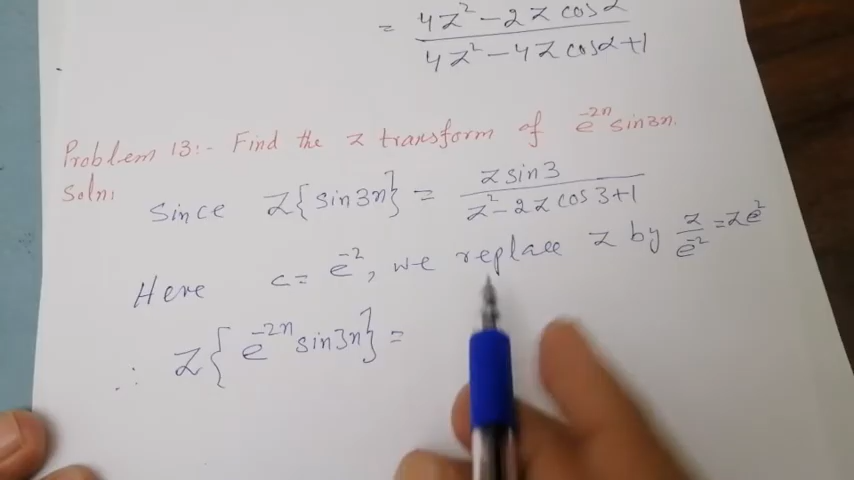 = 4z² - 2z cosα / 4z² - 4z cosα + 1
Problem 13:- Find the z transform of e^{-2n} sin3n.
Soln:
Since Z{sin3n} = z sin3 / z² - 2z cos3 + 1
Here c = e^{-2}, we replace z by z/e^{-2} = ze²
∴ Z{e^{-2n} sin3n} =